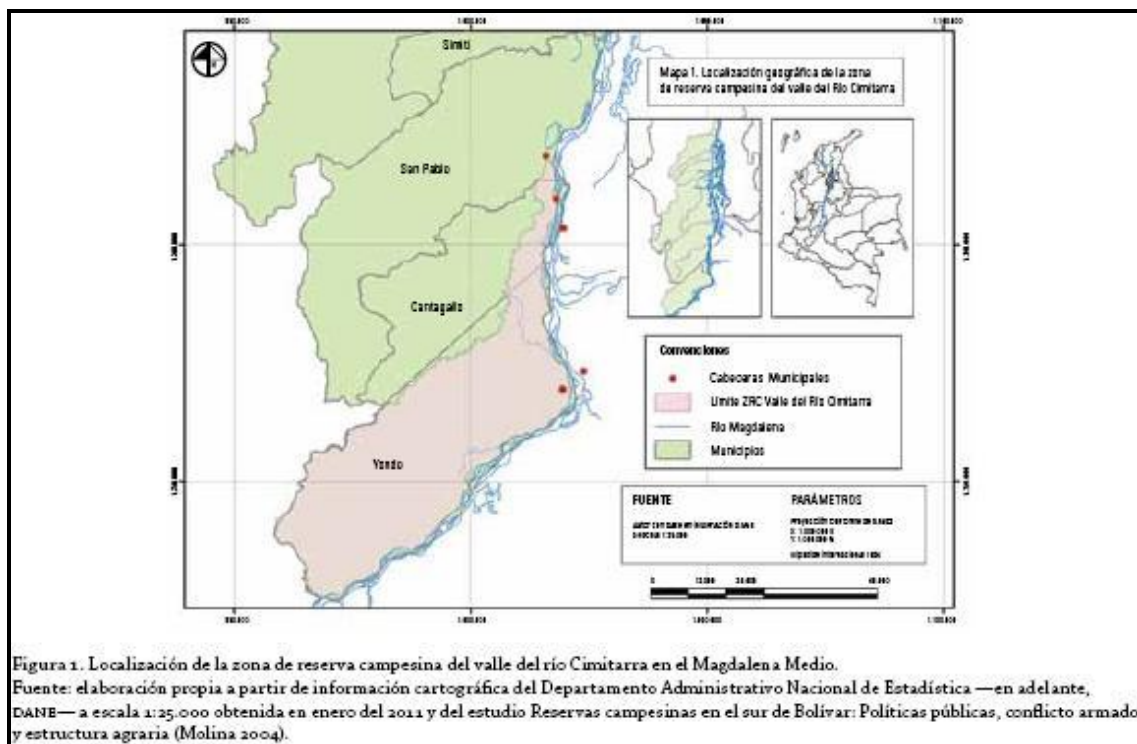 Simití
San Pablo
Cantagallo
Yondo
Mapa 1. Localización geográfica de la zona
de reserva campesina del valle del Río Cimitarra
Convenciones
Cabeceras Municipales
Límite ZRC Valle del Río Cimitarra
Río Magdalena
Municipios
FUENTE
PARÁMETROS
0
Figura 1. Localización de la zona de reserva campesina del valle del río Cimitarra en el Magdalena Medio.
Fuente: elaboración propia a partir de información cartográfica del Departamento Administrativo Nacional de Estadística —en adelante,
DANE— a escala 1:25.000 obtenida en enero del 2011 y del estudio Reservas campesinas en el sur de Bolívar: Políticas públicas, conflicto armado
y estructura agraria (Molina 2004).